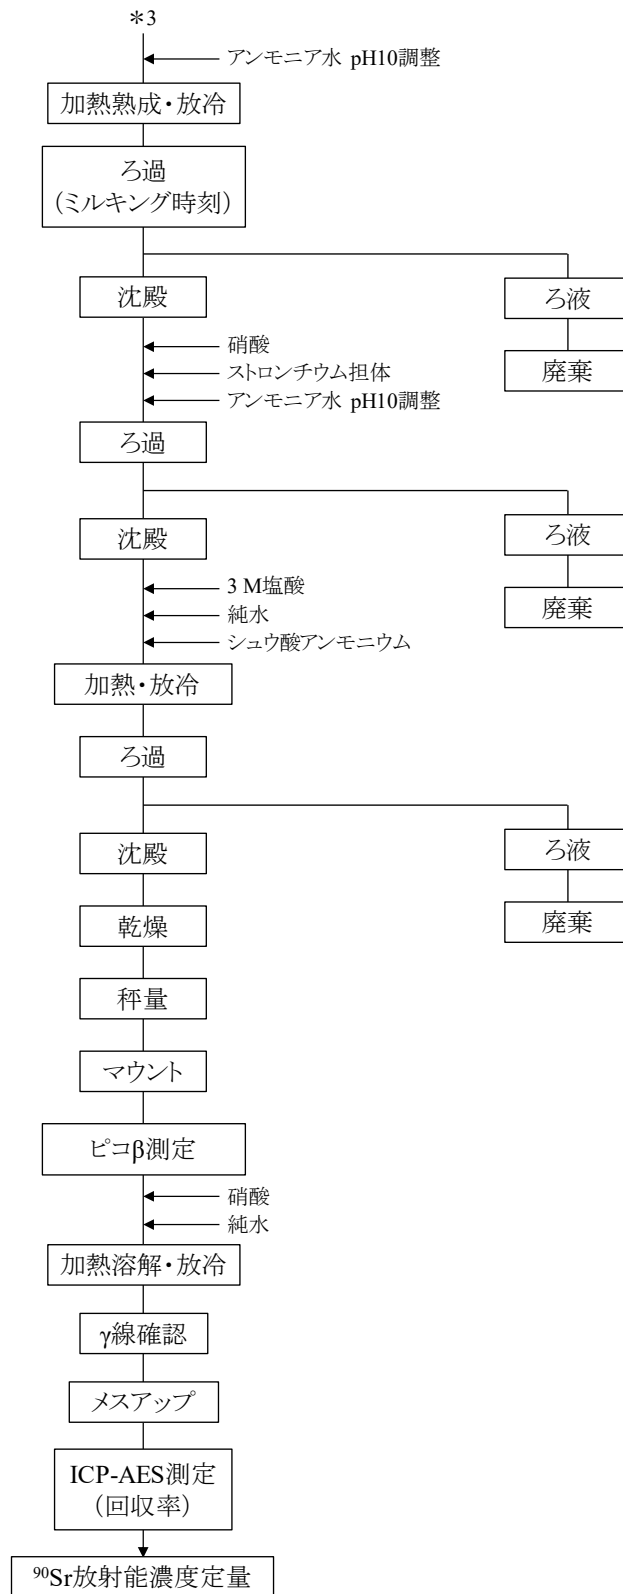 ＊3
アンモニア水 pH10調整
加熱熟成・放冷
ろ過
（ミルキング時刻）
沈殿
ろ液
硝酸
ストロンチウム担体
アンモニア水 pH10調整
廃棄
ろ過
沈殿
ろ液
3 M塩酸
純水
シュウ酸アンモニウム
廃棄
加熱・放冷
ろ過
沈殿
ろ液
乾燥
廃棄
秤量
マウント
ピコβ測定
硝酸
純水
加熱溶解・放冷
γ線確認
メスアップ
ICP-AES測定
（回収率）
⁹⁰Sr放射能濃度定量